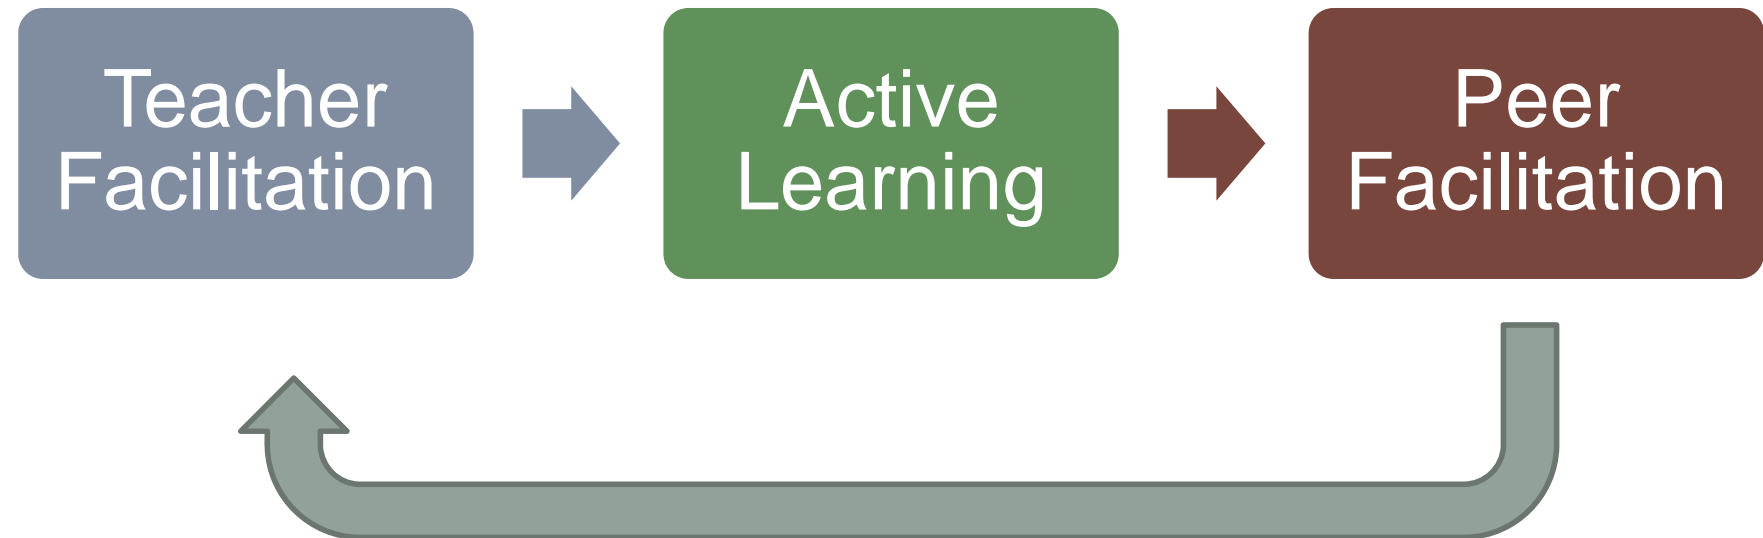 Teacher
Facilitation
Active
Learning
Peer
Facilitation